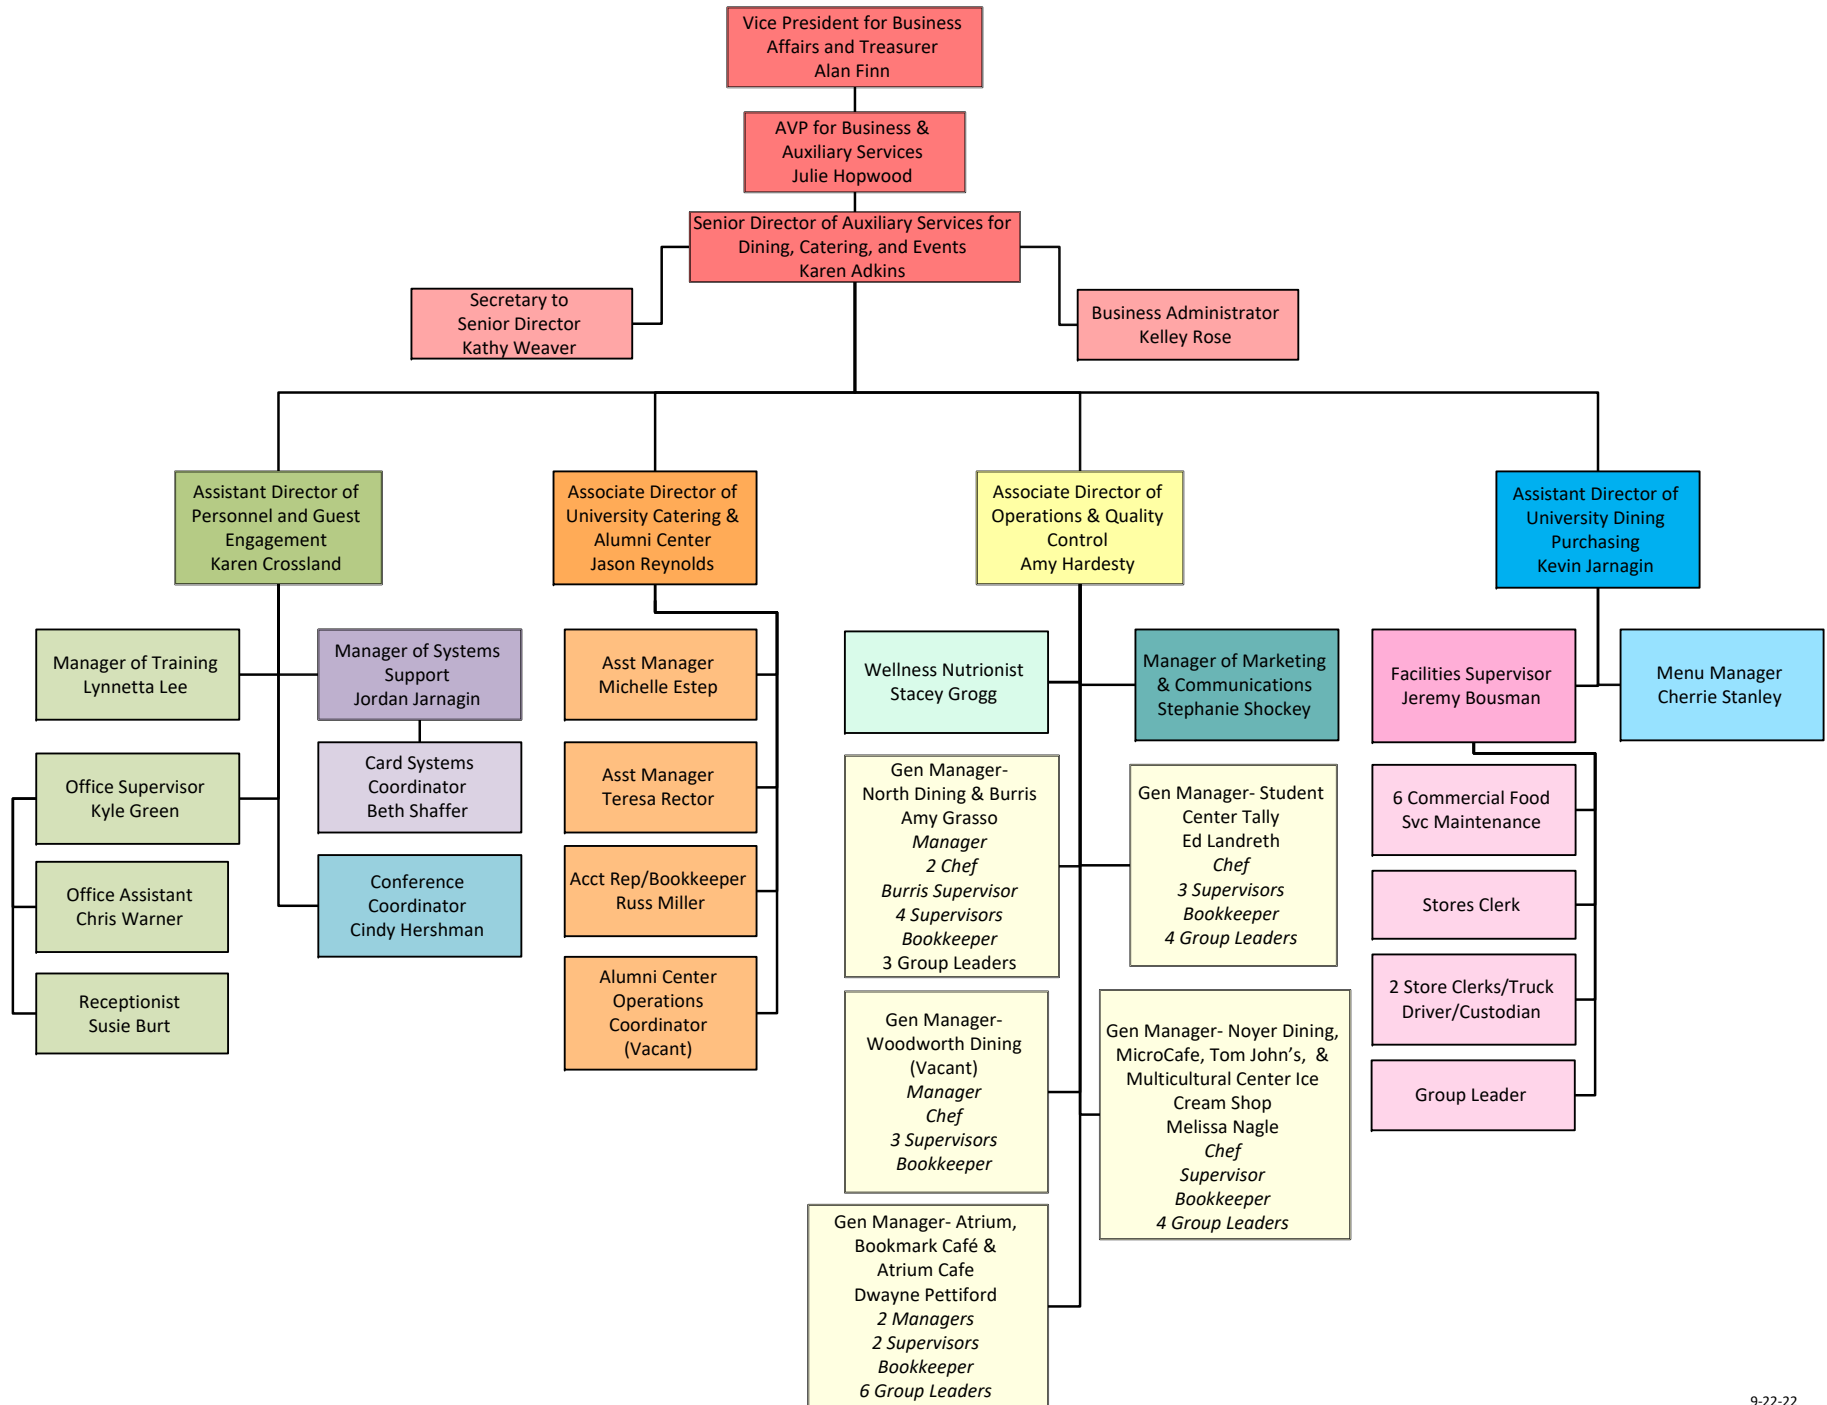 Vice President for Business
Affairs and Treasurer
Alan Finn
AVP for Business &
Auxiliary Services
Julie Hopwood
Senior Director of Auxiliary Services for
Dining, Catering, and Events
Karen Adkins
Secretary to
Senior Director
Kathy Weaver
Business Administrator
Kelley Rose
Assistant Director of
Personnel and Guest
Engagement
Karen Crossland
Manager of Training
Lynnetta Lee
Manager of Systems
Support
Jordan Jarnagin
Card Systems
Coordinator
Beth Shaffer
Office Supervisor
Kyle Green
Office Assistant
Chris Warner
Receptionist
Susie Burt
Conference
Coordinator
Cindy Hershman
Associate Director of
University Catering &
Alumni Center
Jason Reynolds
Asst Manager
Michelle Estep
Asst Manager
Teresa Rector
Acct Rep/Bookkeeper
Russ Miller
Alumni Center
Operations
Coordinator
(Vacant)
Associate Director of
Operations & Quality
Control
Amy Hardesty
Wellness Nutrionist
Stacey Grogg
Manager of Marketing
& Communications
Stephanie Shockey
Gen Manager-
North Dining & Burris
Amy Grasso
Manager
2 Chef
Burris Supervisor
4 Supervisors
Bookkeeper
3 Group Leaders
Gen Manager- Student
Center Tally
Ed Landreth
Chef
3 Supervisors
Bookkeeper
4 Group Leaders
Gen Manager-
Woodworth Dining
(Vacant)
Manager
Chef
3 Supervisors
Bookkeeper
Gen Manager- Noyer Dining,
MicroCafe, Tom John’s, &
Multicultural Center Ice
Cream Shop
Melissa Nagle
Chef
Supervisor
Bookkeeper
4 Group Leaders
Gen Manager- Atrium,
Bookmark Café &
Atrium Cafe
Dwayne Pettiford
2 Managers
2 Supervisors
Bookkeeper
6 Group Leaders
Assistant Director of
University Dining
Purchasing
Kevin Jarnagin
Facilities Supervisor
Jeremy Bousman
Menu Manager
Cherrie Stanley
6 Commercial Food
Svc Maintenance
Stores Clerk
2 Store Clerks/Truck
Driver/Custodian
Group Leader
9-22-22